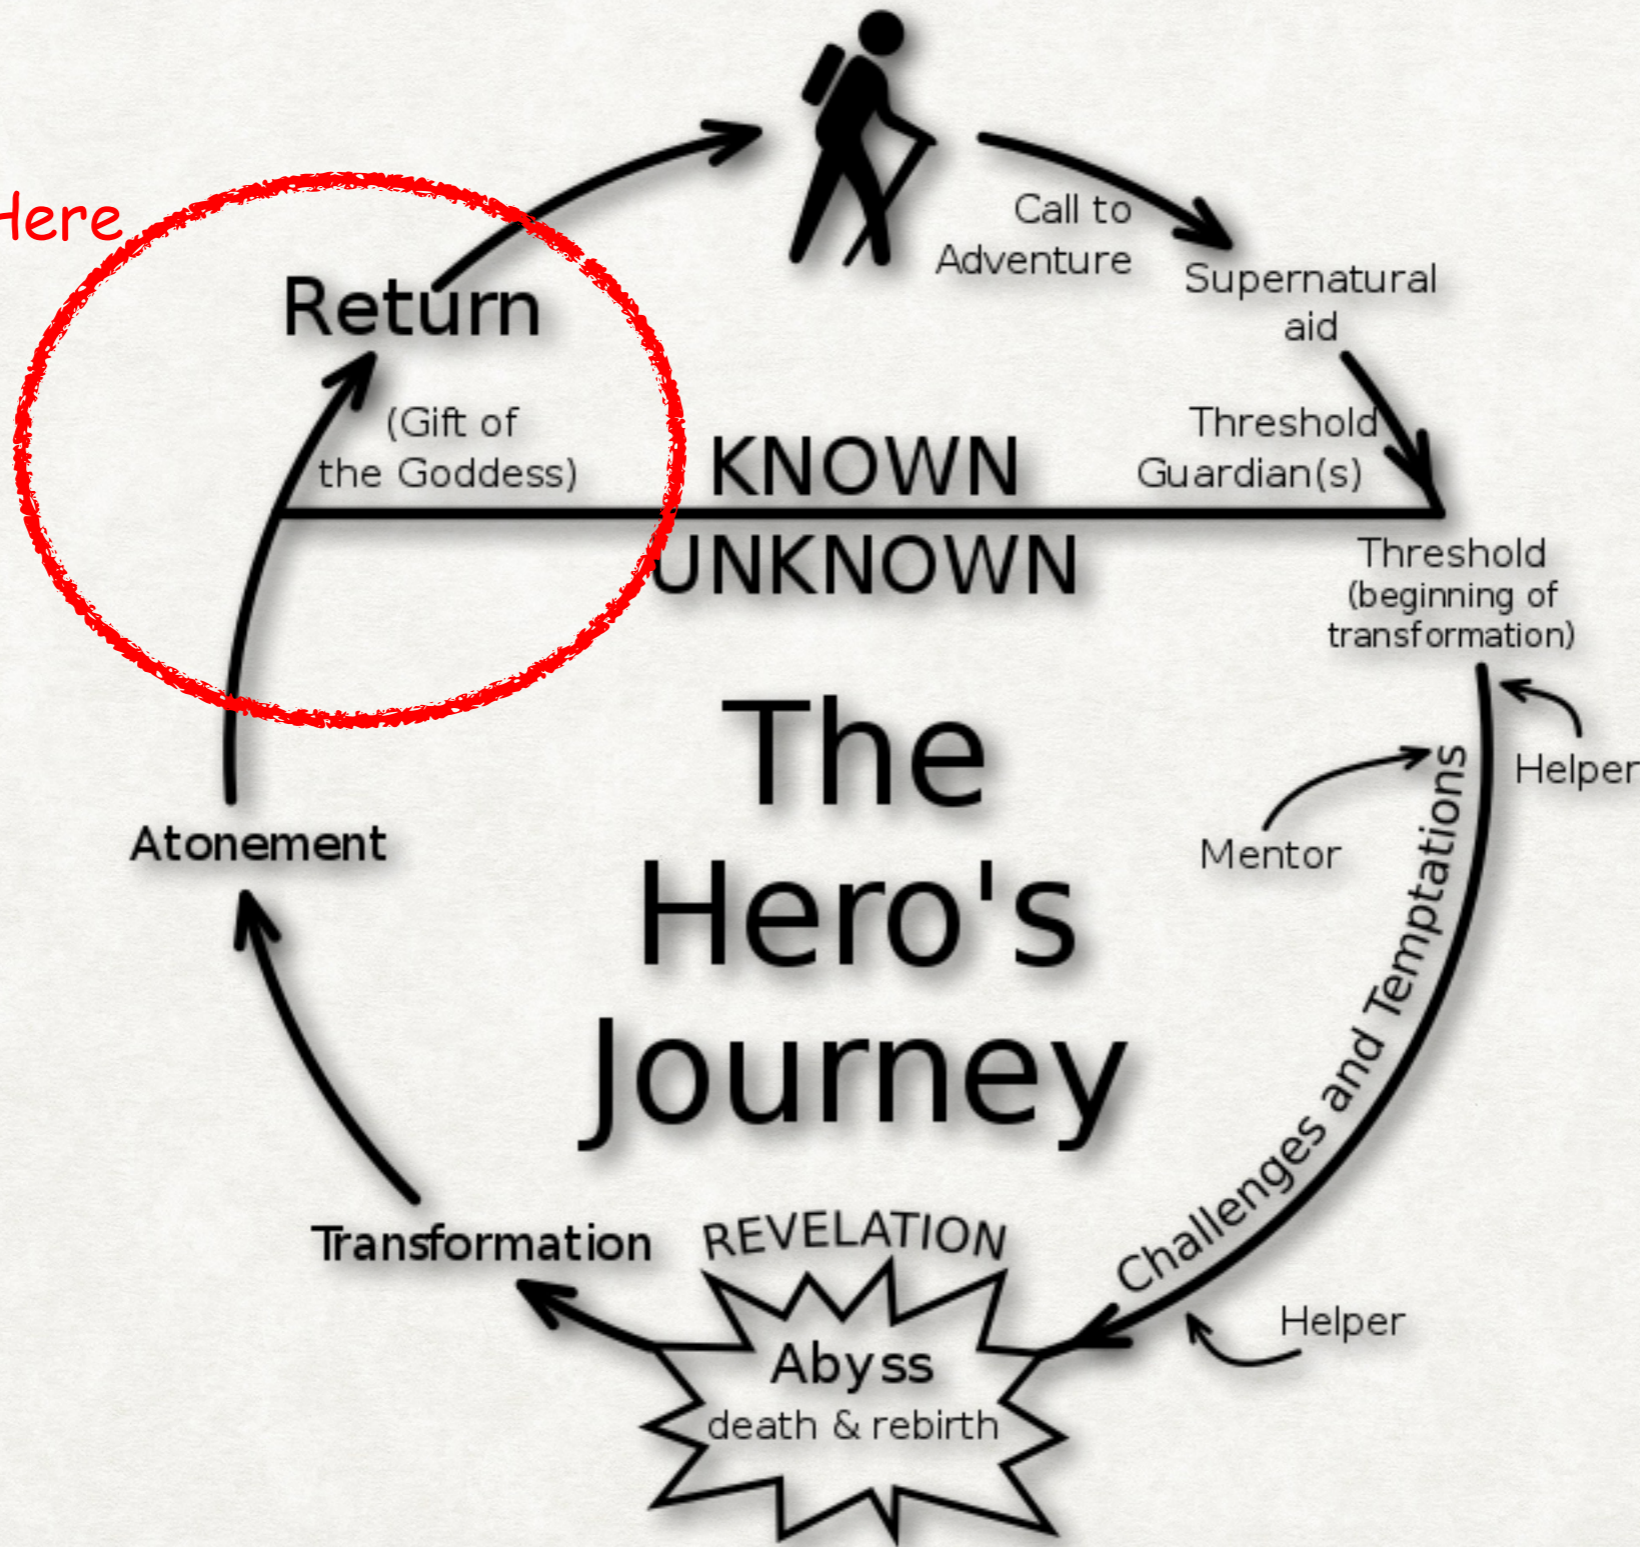 Here
Call to
Adventure
Supernatural
aid
Return
(Gift of
the Goddess)
KNOWN
Threshold
Guardian(s)
UNKNOWN
Threshold
(beginning of
transformation)
Helper
Mentor
Challenges and Temptations
The
Hero's
Journey
Atonement
Transformation
REVELATION
Abyss
death & rebirth
Helper